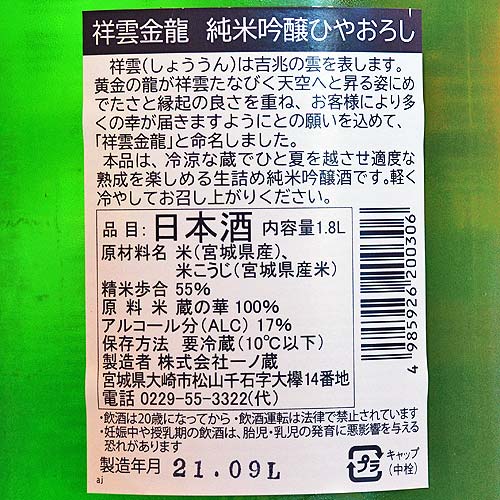 祥雲金龍 純米吟醸ひやおろし
祥雲(しょううん)は吉兆の雲を表します。
黄金の龍が祥雲たなびく天空へと昇る姿にめ
でたさと縁起の良さを重ね、お客様により多
くの幸が届きますようにとの願いを込めて、
「祥雲金龍」と命名しました。
本品は、冷涼な蔵でひと夏を越させ適度な
熟成を楽しめる生詰め純米吟醸酒です。軽く
冷やしてお召し上がりください。
品目:日本酒 内容量1.8L
原材料名 米(宮城県産)、
米こうじ(宮城県産米)
精米歩合 55%
原料米 蔵の華 100%
アルコール分(ALC) 17%
保存方法 要冷蔵(10℃以下)
製造者 株式会社一ノ蔵
宮城県大崎市松山千石字大欅14番地
電話 0229-55-3322(代)
4 985926 200306
・飲酒は20歳になってから・飲酒運転は法律で禁止されています
・妊娠中や授乳期の飲酒は、胎児・乳児の発育に悪影響を与える
恐れがあります
製造年月 21.09L
プラ
キャップ
(中栓)
aj